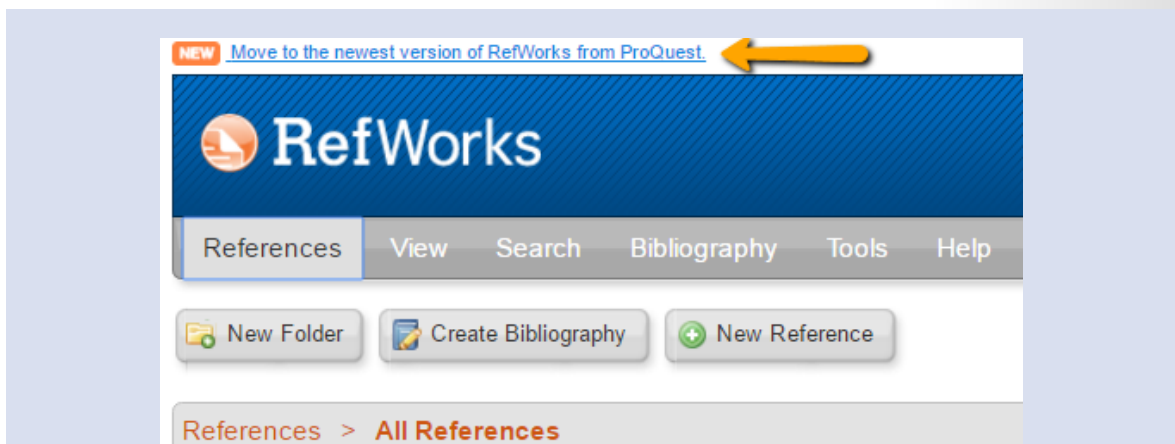 NEW Move to the newest version of RefWorks from ProQuest.
RefWorks
References View Search Bibliography Tools Help
New Folder Create Bibliography New Reference
References > All References